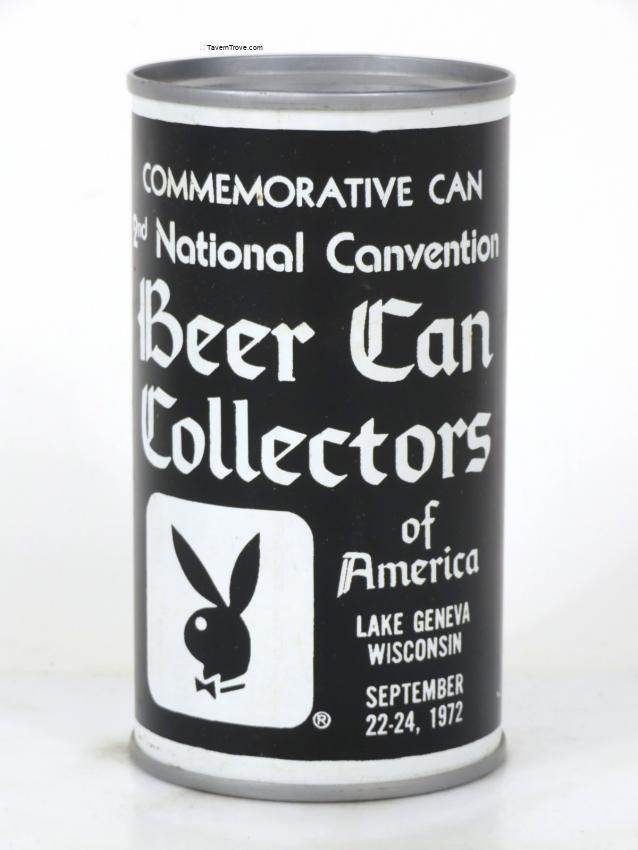 TavernTrove.com
COMMEMORATIVE CAN
2nd National Canvention
Beer Can
Collectors
of
America
LAKE GENEVA
WISCONSIN
SEPTEMBER
22-24, 1972
®